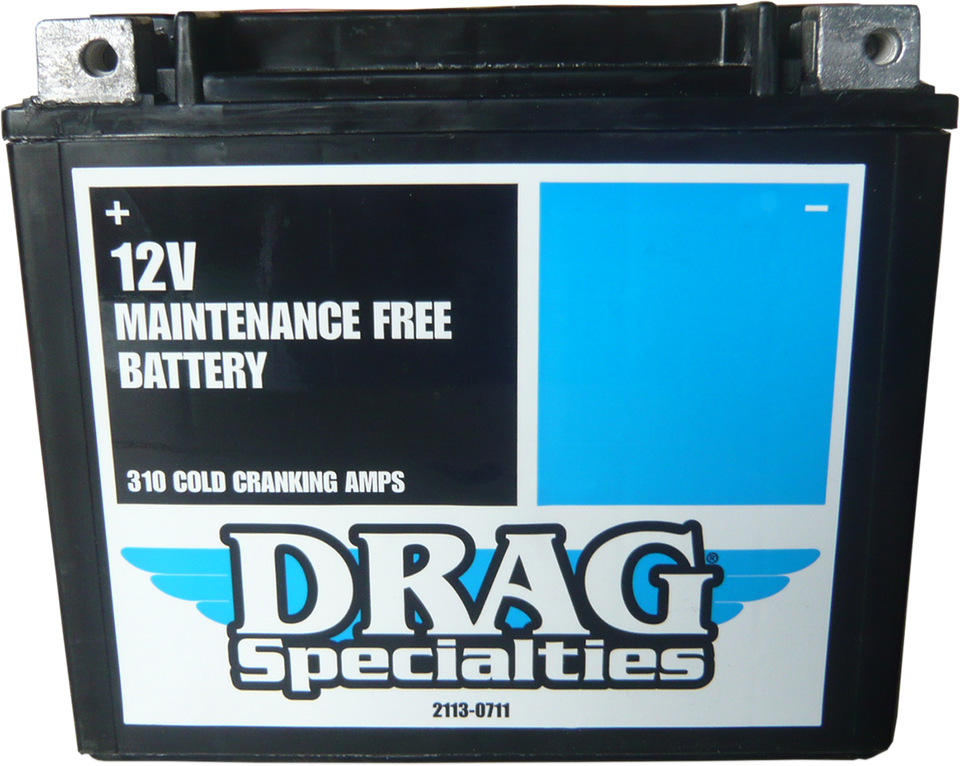 +
–
12V
MAINTENANCE FREE
BATTERY
310 COLD CRANKING AMPS
DRAG®
Specialties
2113-0711